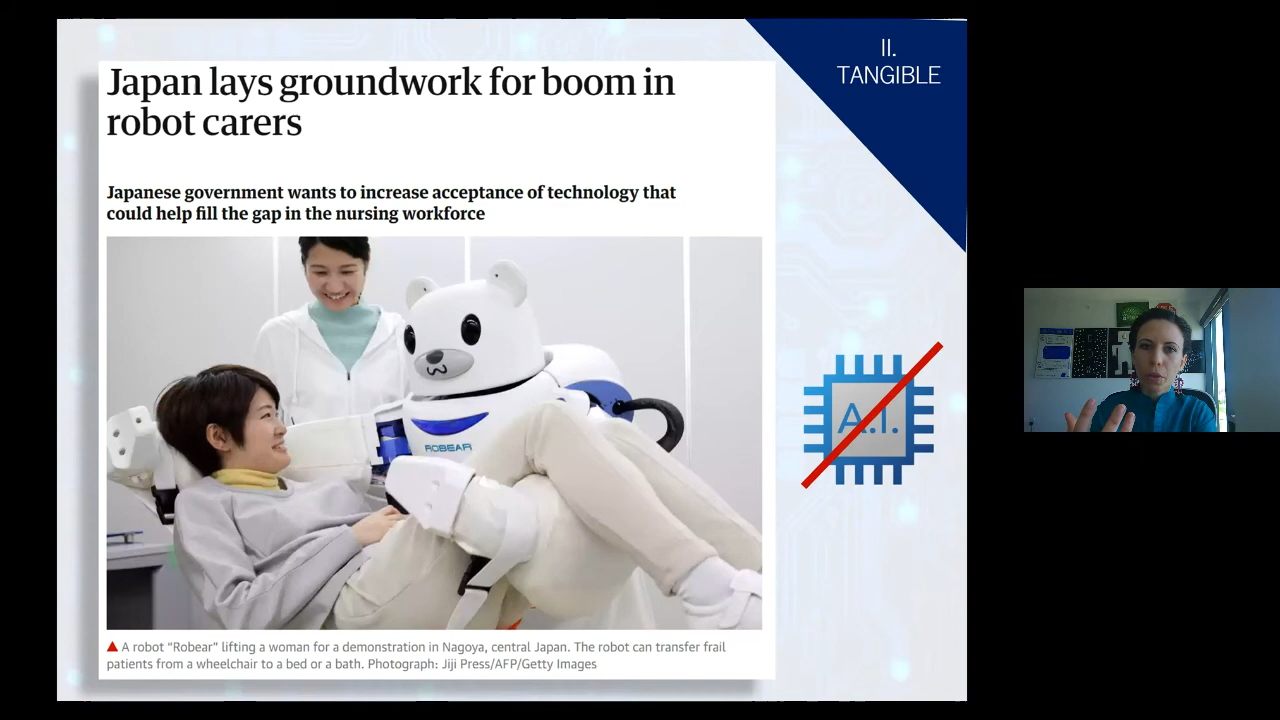 Japan lays groundwork for boom in
robot carers
Japanese government wants to increase acceptance of technology that
could help fill the gap in the nursing workforce
ROBEAR
A robot “Robear” lifting a woman for a demonstration in Nagoya, central Japan. The robot can transfer frail
patients from a wheelchair to a bed or a bath. Photograph: Jiji Press/AFP/Getty Images
II.
TANGIBLE
A.I.